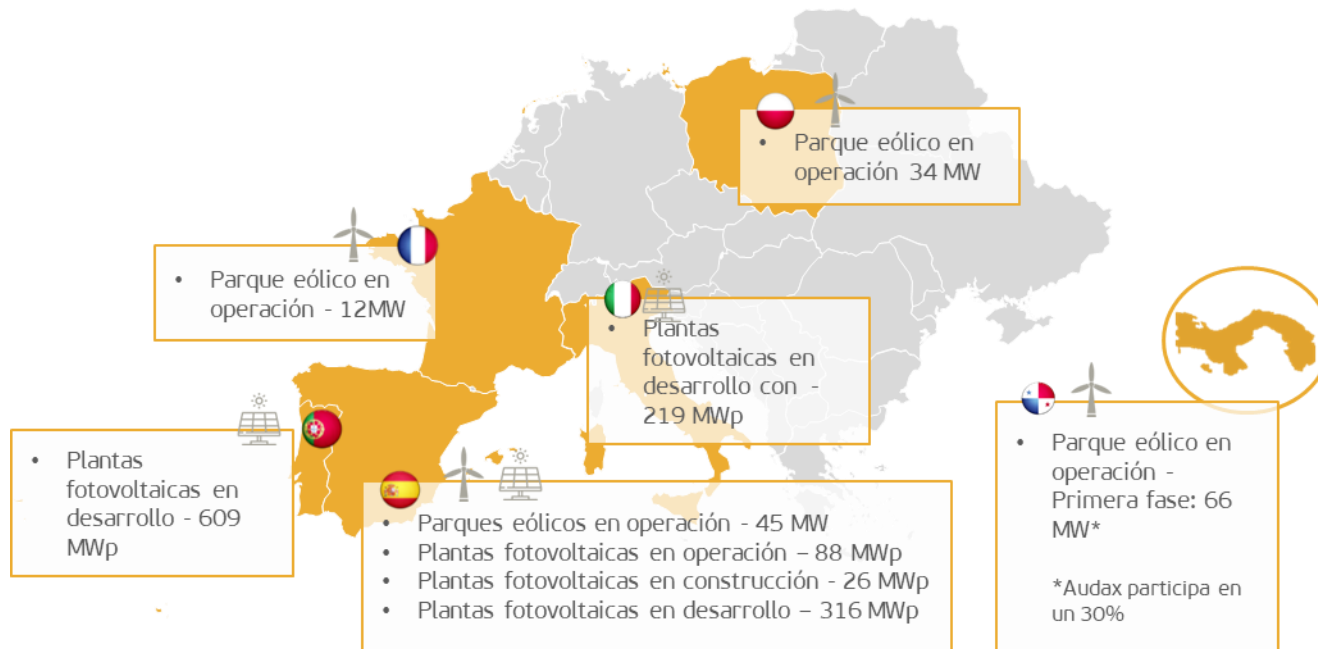 • Parque eólico en
operación 34 MW
• Parque eólico en
operación - 12MW
• Plantas
fotovoltaicas en
desarrollo con -
219 MWp
• Plantas
fotovoltaicas en
desarrollo - 609
MWp
• Parques eólicos en operación - 45 MW
• Plantas fotovoltaicas en operación – 88 MWp
• Plantas fotovoltaicas en construcción - 26 MWp
• Plantas fotovoltaicas en desarrollo – 316 MWp
• Parque eólico en
operación -
Primera fase: 66
MW*
*Audax participa en
un 30%